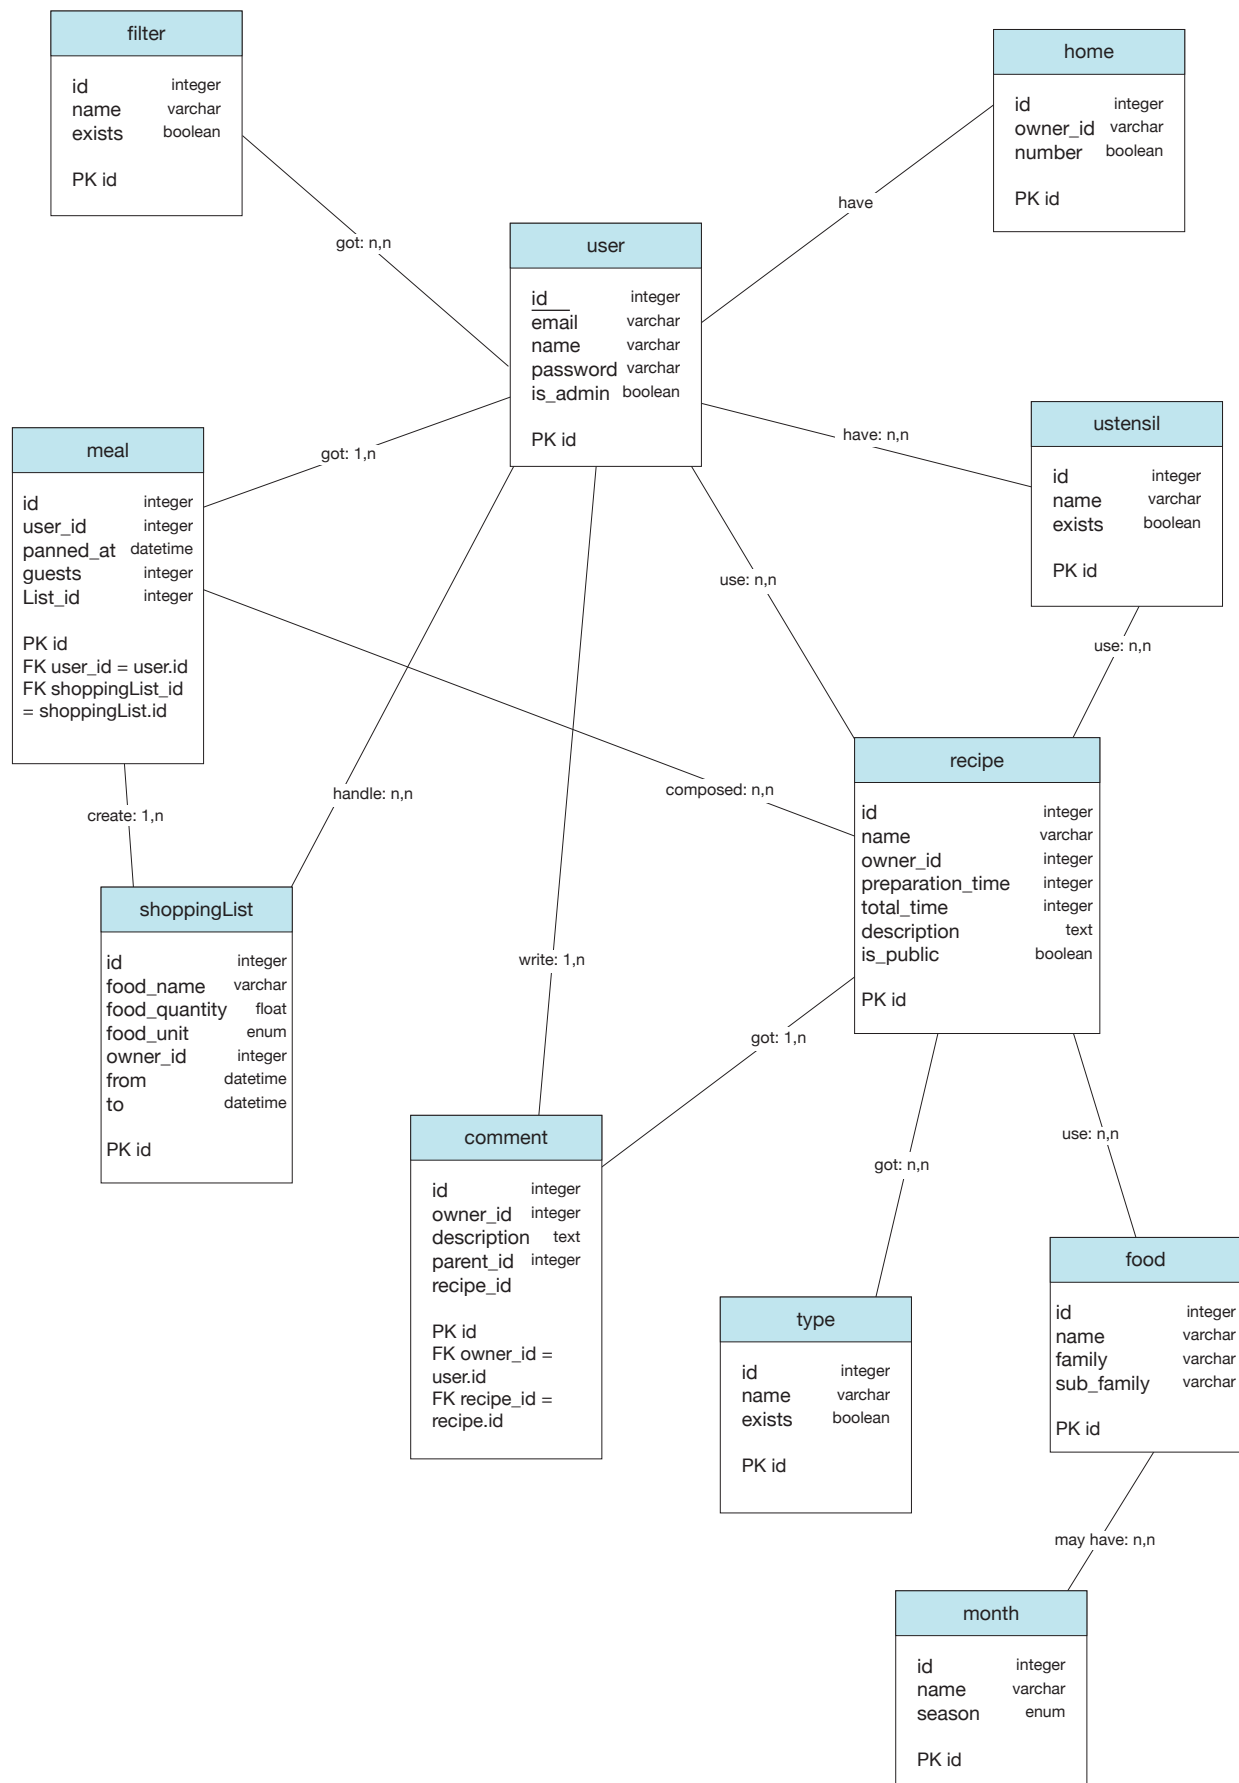 filter
id integer
name varchar
exists boolean
PK id
home
id integer
owner_id varchar
number boolean
PK id
have
got: n,n
user
id integer
email varchar
name varchar
password varchar
is_admin boolean
PK id
ustensil
id integer
name varchar
exists boolean
PK id
have: n,n
meal
id integer
user_id integer
panned_at datetime
guests integer
List_id integer
PK id
FK user_id = user.id
FK shoppingList_id
= shoppingList.id
got: 1,n
use: n,n
use: n,n
recipe
id integer
name varchar
owner_id integer
preparation_time integer
total_time integer
description text
is_public boolean
PK id
composed: n,n
handle: n,n
create: 1,n
shoppingList
id integer
food_name varchar
food_quantity float
food_unit enum
owner_id integer
from datetime
to datetime
PK id
write: 1,n
got: 1,n
comment
id integer
owner_id integer
description text
parent_id integer
recipe_id
PK id
FK owner_id =
user.id
FK recipe_id =
recipe.id
use: n,n
got: n,n
food
id integer
name varchar
family varchar
sub_family varchar
PK id
type
id integer
name varchar
exists boolean
PK id
may have: n,n
month
id integer
name varchar
season enum
PK id